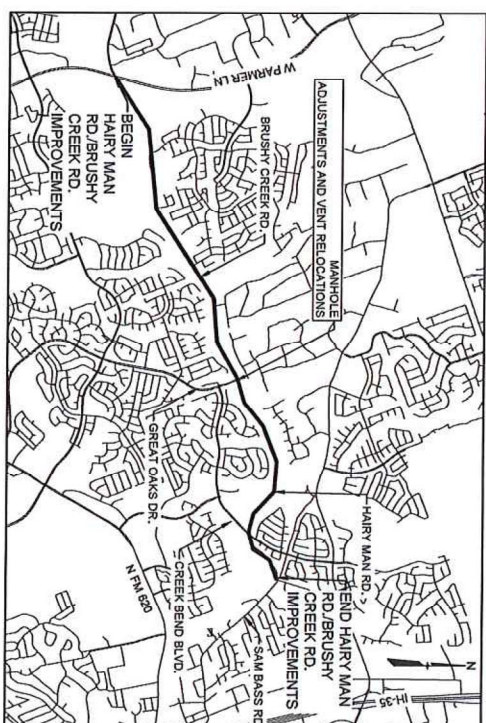 W PARMER LN.
MANHOLE
ADJUSTMENTS AND VENT RELOCATIONS
BRUSHY CREEK RD.
BEGIN
HAIRY MAN
RD./BRUSHY
CREEK RD.
IMPROVEMENTS
GREAT OAKS DR.
HAIRY MAN RD.
END HAIRY MAN
RD./BRUSHY
CREEK RD.
IMPROVEMENTS
CREEK BEND BLVD.
N FM 620
SAM BASS RD
IH-35
N